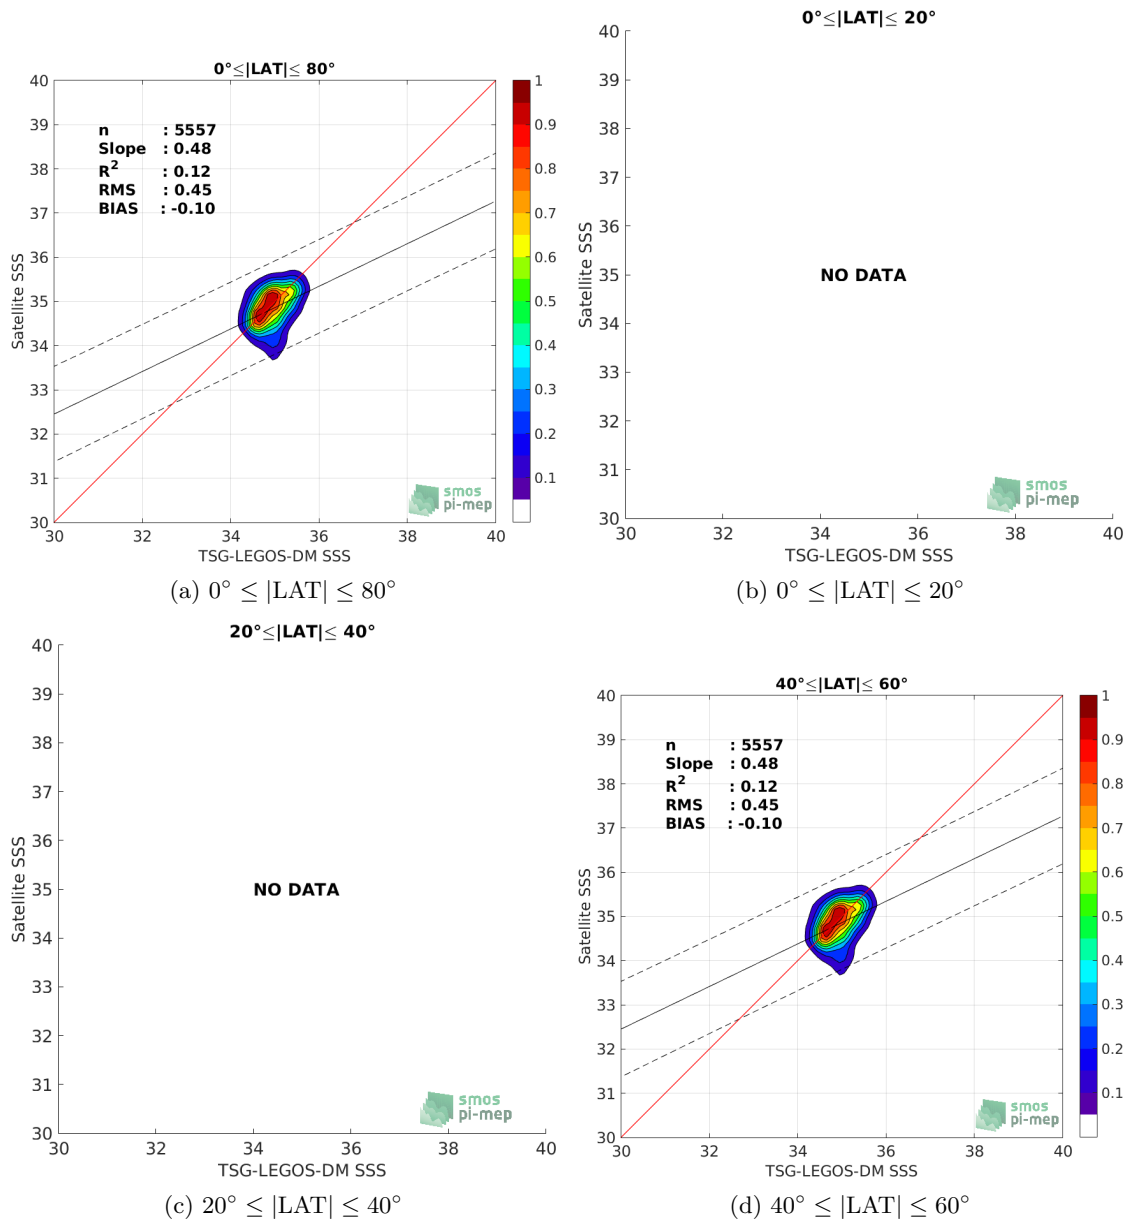 0°≤|LAT|≤ 80°
n : 5557
Slope : 0.48
R2 : 0.12
RMS : 0.45
BIAS : -0.10
40
39
38
37
36
35
34
33
32
31
30
Satellite SSS
30 32 34 36 38 40
TSG-LEGOS-DM SSS
1
0.9
0.8
0.7
0.6
0.5
0.4
0.3
0.2
0.1
smos
pi-mep
(a) 0° ≤ |LAT| ≤ 80°
0°≤|LAT|≤ 20°
40
39
38
37
36
35
34
33
32
31
30
Satellite SSS
NO DATA
smos
pi-mep
30 32 34 36 38 40
TSG-LEGOS-DM SSS
(b) 0° ≤ |LAT| ≤ 20°
20°≤|LAT|≤ 40°
40
39
38
37
36
35
34
33
32
31
30
Satellite SSS
NO DATA
smos
pi-mep
30 32 34 36 38 40
TSG-LEGOS-DM SSS
(c) 20° ≤ |LAT| ≤ 40°
40°≤|LAT|≤ 60°
n : 5557
Slope : 0.48
R2 : 0.12
RMS : 0.45
BIAS : -0.10
40
39
38
37
36
35
34
33
32
31
30
Satellite SSS
30 32 34 36 38 40
TSG-LEGOS-DM SSS
1
0.9
0.8
0.7
0.6
0.5
0.4
0.3
0.2
0.1
smos
pi-mep
(d) 40° ≤ |LAT| ≤ 60°